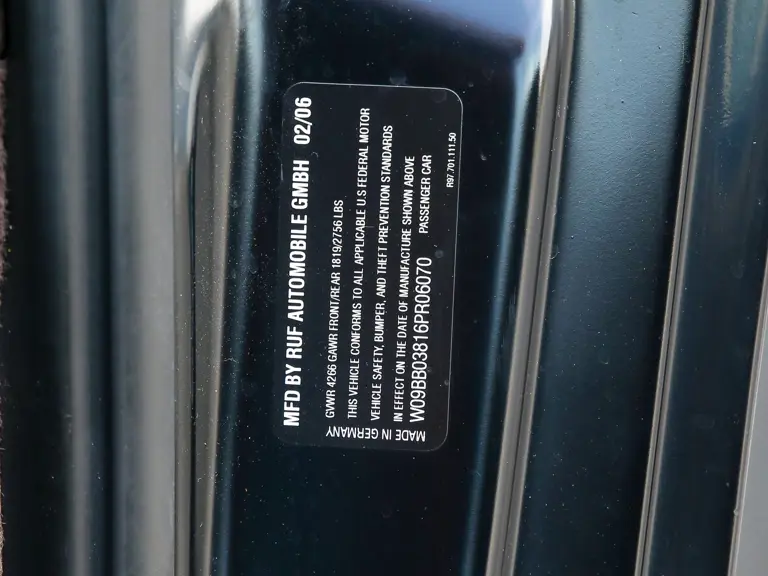 MFD BY RUF AUTOMOBILE GMBH 02/06
GVWR 4266 GAWR FRONT/REAR 1819/2756 LBS
THIS VEHICLE CONFORMS TO ALL APPLICABLE U.S FEDERAL MOTOR
VEHICLE SAFETY, BUMPER, AND THEFT PREVENTION STANDARDS
IN EFFECT ON THE DATE OF MANUFACTURE SHOWN ABOVE
W09BB03816PR06070 PASSENGER CAR
R97.701.111.50
MADE IN GERMANY